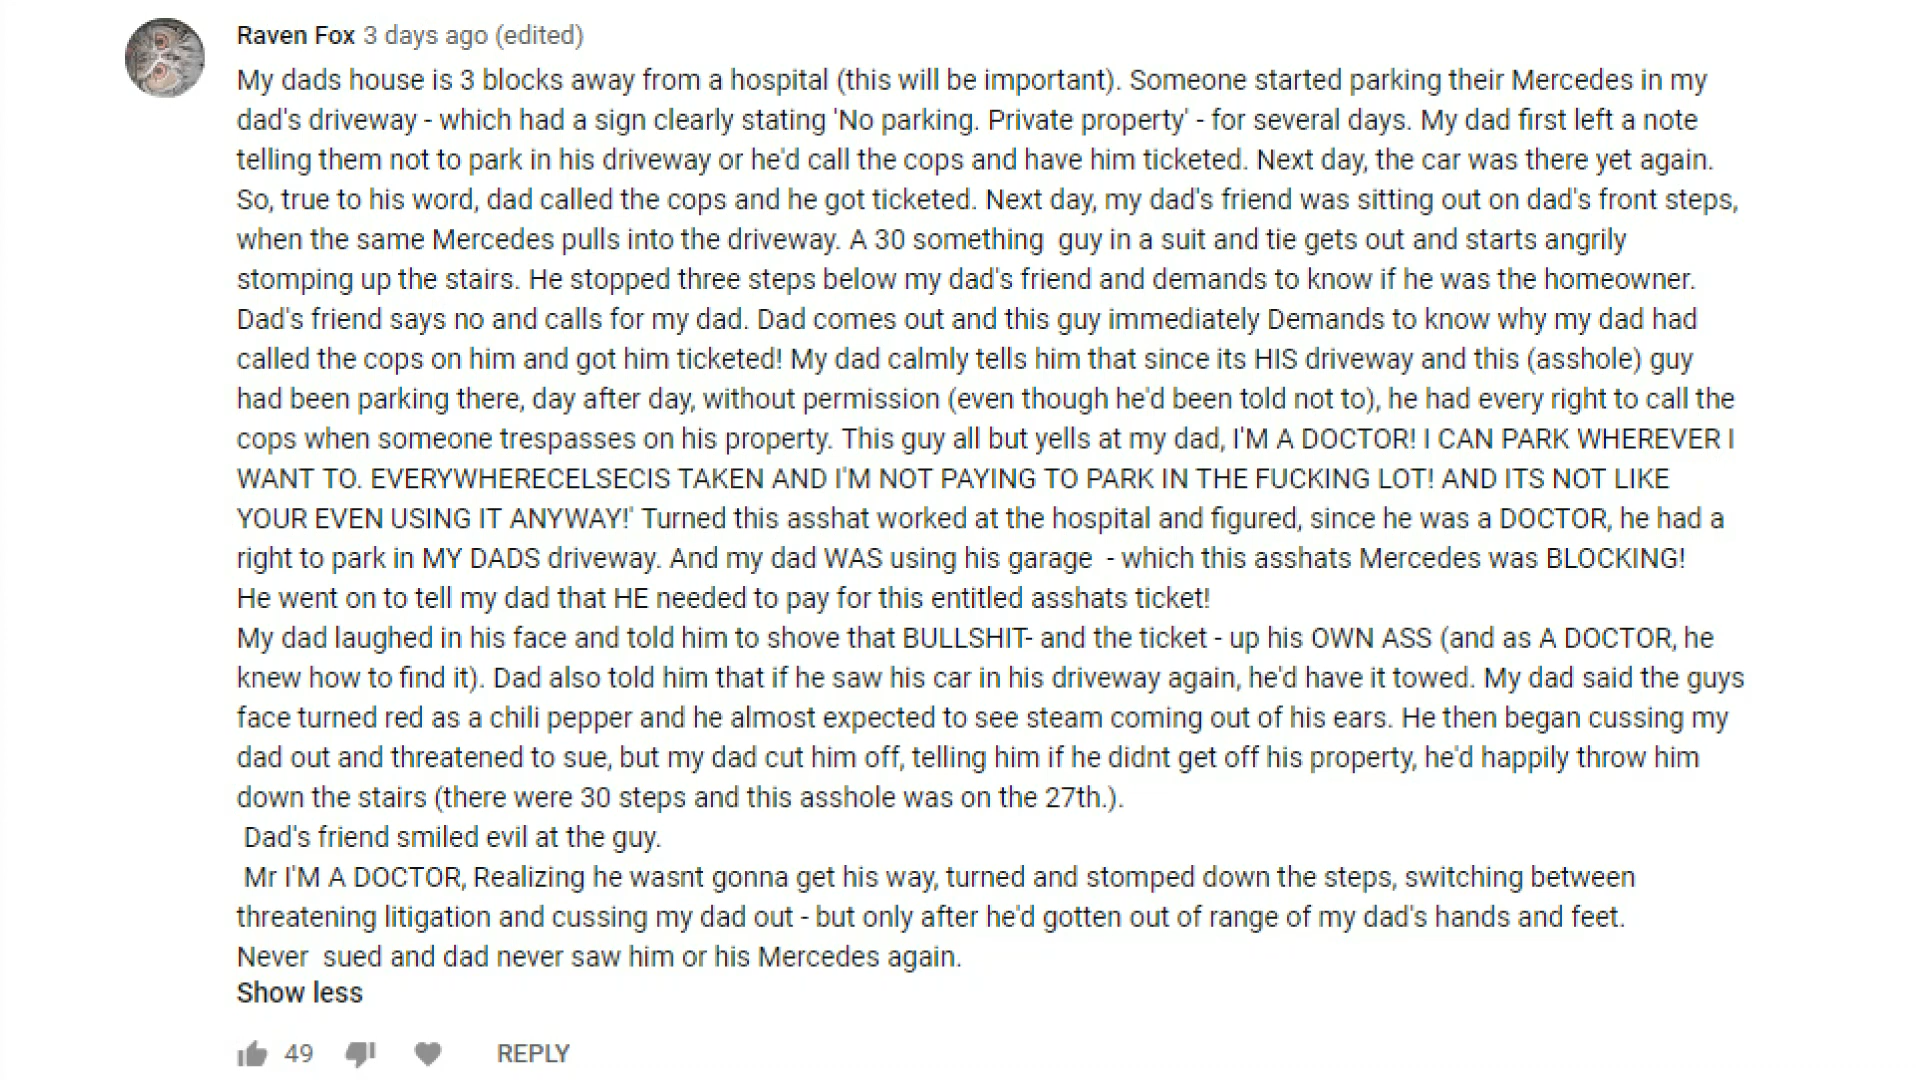 Raven Fox 3 days ago (edited)
My dads house is 3 blocks away from a hospital (this will be important). Someone started parking their Mercedes in my
dad's driveway - which had a sign clearly stating 'No parking. Private property' - for several days. My dad first left a note
telling them not to park in his driveway or he'd call the cops and have him ticketed. Next day, the car was there yet again.
So, true to his word, dad called the cops and he got ticketed. Next day, my dad's friend was sitting out on dad's front steps,
when the same Mercedes pulls into the driveway. A 30 something  guy in a suit and tie gets out and starts angrily
stomping up the stairs. He stopped three steps below my dad's friend and demands to know if he was the homeowner.
Dad's friend says no and calls for my dad. Dad comes out and this guy immediately Demands to know why my dad had
called the cops on him and got him ticketed! My dad calmly tells him that since its HIS driveway and this (asshole) guy
had been parking there, day after day, without permission (even though he'd been told not to), he had every right to call the
cops when someone trespasses on his property. This guy all but yells at my dad, I'M A DOCTOR! I CAN PARK WHEREVER I
WANT TO. EVERYWHERECELSECIS TAKEN AND I'M NOT PAYING TO PARK IN THE FUCKING LOT! AND ITS NOT LIKE
YOUR EVEN USING IT ANYWAY!' Turned this asshat worked at the hospital and figured, since he was a DOCTOR, he had a
right to park in MY DADS driveway. And my dad WAS using his garage  - which this asshats Mercedes was BLOCKING!
He went on to tell my dad that HE needed to pay for this entitled asshats ticket!
My dad laughed in his face and told him to shove that BULLSHIT- and the ticket - up his OWN ASS (and as A DOCTOR, he
knew how to find it). Dad also told him that if he saw his car in his driveway again, he'd have it towed. My dad said the guys
face turned red as a chili pepper and he almost expected to see steam coming out of his ears. He then began cussing my
dad out and threatened to sue, but my dad cut him off, telling him if he didnt get off his property, he'd happily throw him
down the stairs (there were 30 steps and this asshole was on the 27th.).
Dad's friend smiled evil at the guy.
Mr I'M A DOCTOR, Realizing he wasnt gonna get his way, turned and stomped down the steps, switching between
threatening litigation and cussing my dad out - but only after he'd gotten out of range of my dad's hands and feet.
Never  sued and dad never saw him or his Mercedes again.
Show less
49 REPLY